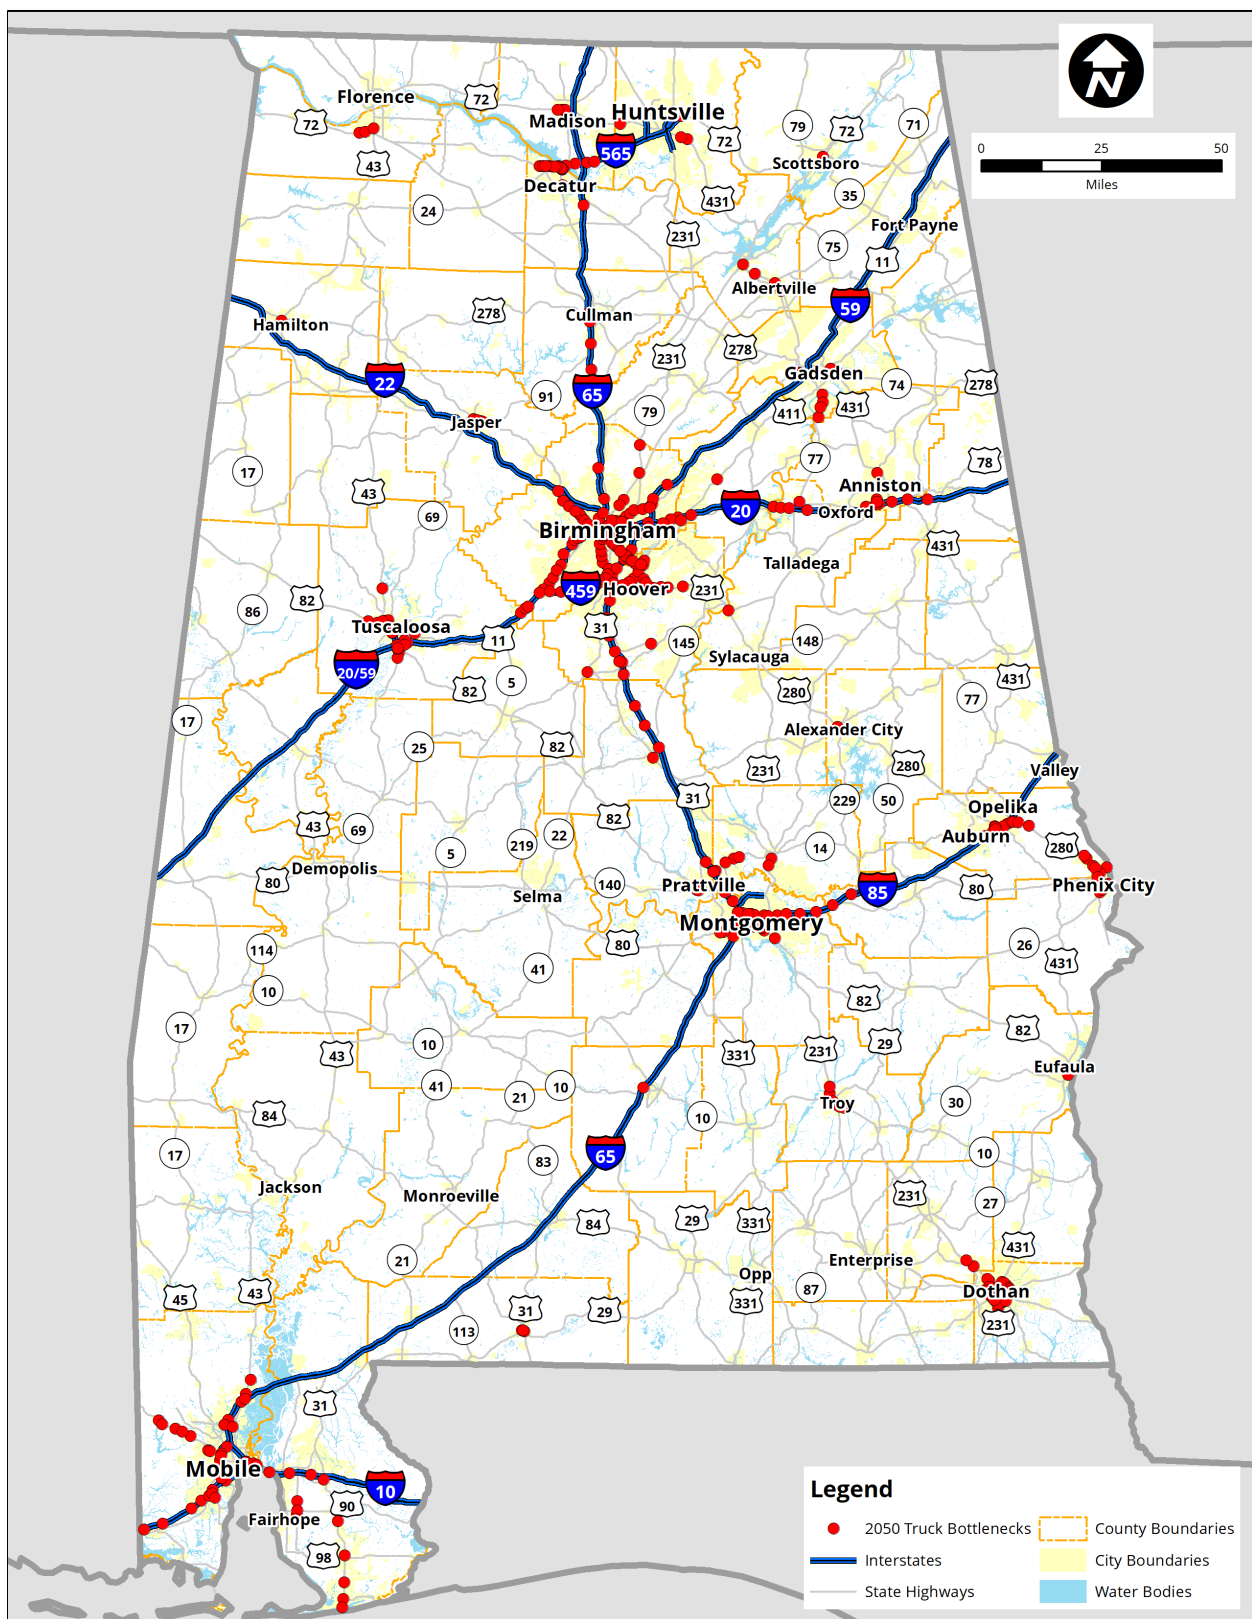 N
0 25 50
Miles
Florence
72
72
43
Madison
Huntsville
565
72
79
72
71
Scottsboro
Decatur
24
431
35
231
75
Fort Payne
11
Albertville
59
Hamilton
278
Cullman
231
278
22
65
91
79
Gadsden
74
278
411
431
Jasper
17
43
69
77
78
Anniston
20
Oxford
Birmingham
431
Talladega
459
Hoover
231
86
82
Tuscaloosa
11
31
145
148
Sylacauga
20/59
82
5
280
431
77
17
25
82
Alexander City
231
280
Valley
31
229
50
Opelika
Auburn
43
69
82
22
219
5
14
280
Demopolis
80
Selma
140
Prattville
85
80
Phenix City
Montgomery
114
80
26
431
41
10
82
17
43
10
331
231
29
82
Eufaula
41
21
10
10
Troy
30
84
17
83
65
10
Jackson
Monroeville
231
27
84
29
331
21
Enterprise
431
Opp
87
Dothan
45
43
31
29
331
231
113
31
Mobile
10
90
Fairhope
98
Legend
2050 Truck Bottlenecks
County Boundaries
Interstates
City Boundaries
State Highways
Water Bodies